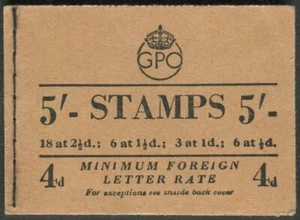 GPO
5/- STAMPS 5/-
18 at 2½d.; 6 at 1½d.; 3 at 1d.; 6 at ½d.
4d MINIMUM FOREIGN 4d
LETTER RATE
For exceptions see inside back cover